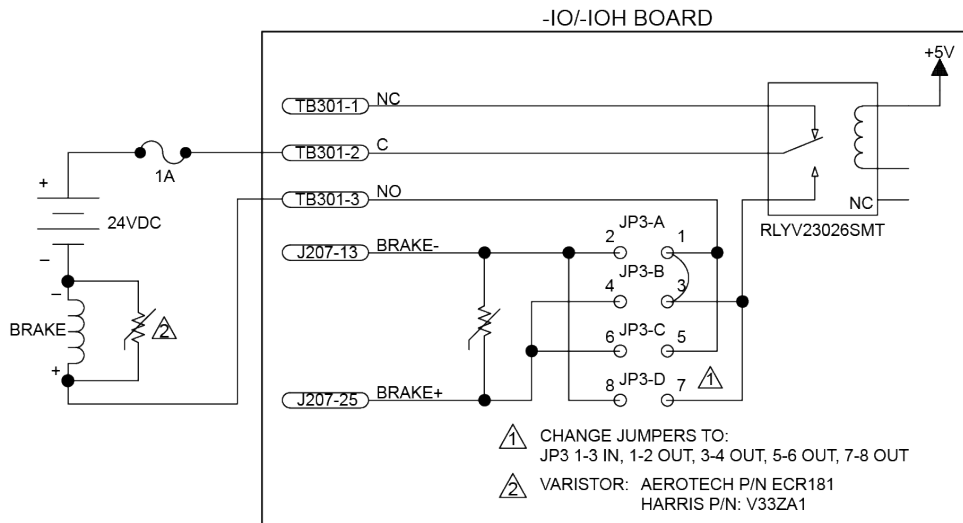 -IO/-IOH BOARD
+5V
TB301-1 NC
TB301-2 C
1A
TB301-3 NO
NC
RLYV23026SMT
+
24VDC
–
J207-13 BRAKE-
JP3-A
2 1
JP3-B
4 3
JP3-C
6 5
JP3-D
8 7
–
BRAKE
+
2
1
J207-25 BRAKE+
1 CHANGE JUMPERS TO:
JP3 1-3 IN, 1-2 OUT, 3-4 OUT, 5-6 OUT, 7-8 OUT
2 VARISTOR: AEROTECH P/N ECR181
HARRIS P/N: V33ZA1